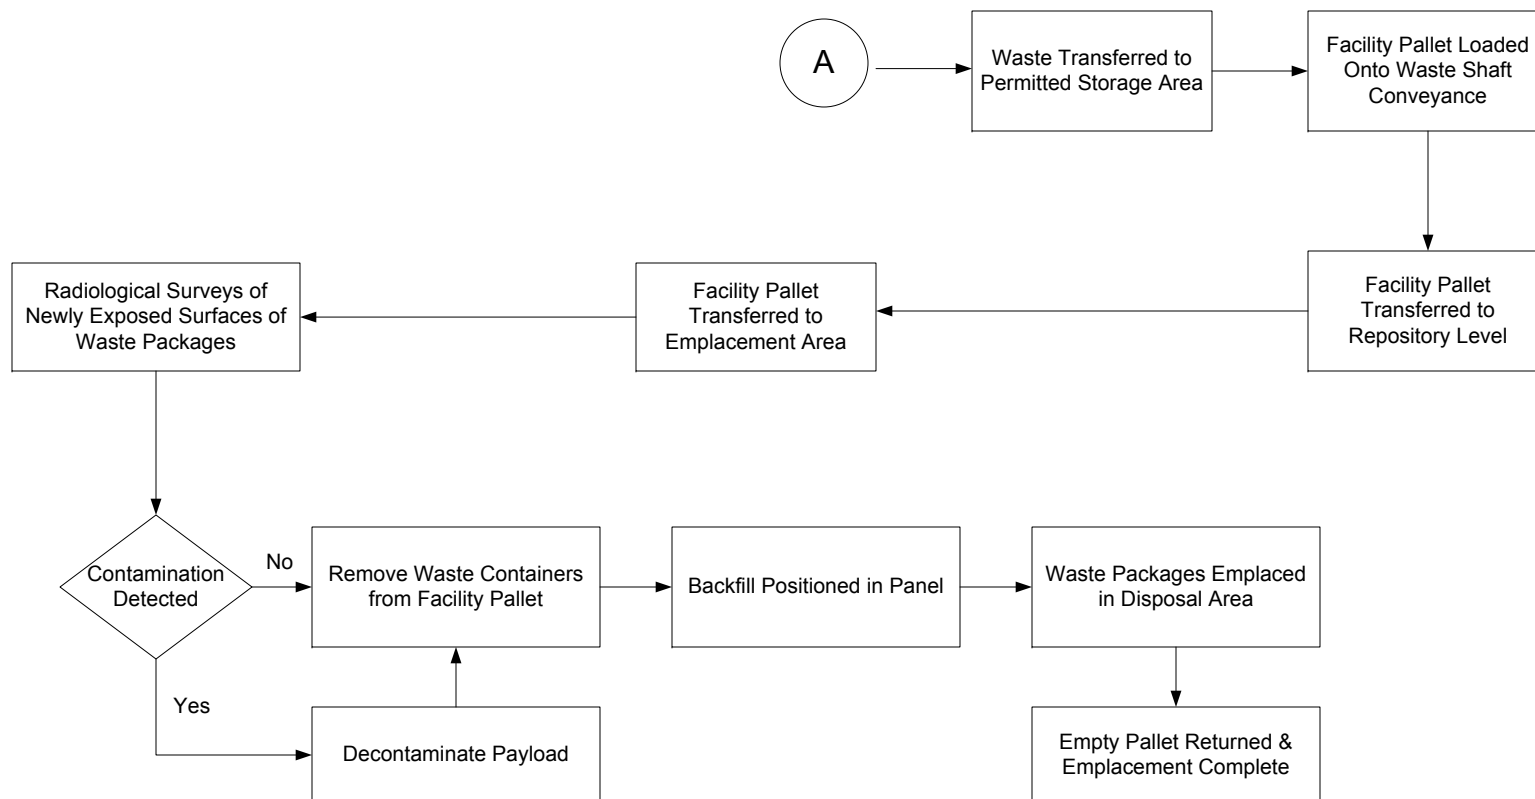 A
Waste Transferred to
Permitted Storage Area
Facility Pallet Loaded
Onto Waste Shaft
Conveyance
Facility Pallet
Transferred to
Repository Level
Facility Pallet
Transferred to
Emplacement Area
Radiological Surveys of
Newly Exposed Surfaces of
Waste Packages
Contamination
Detected
No
Remove Waste Containers
from Facility Pallet
Backfill Positioned in Panel
Waste Packages Emplaced
in Disposal Area
Yes
Decontaminate Payload
Empty Pallet Returned &
Emplacement Complete